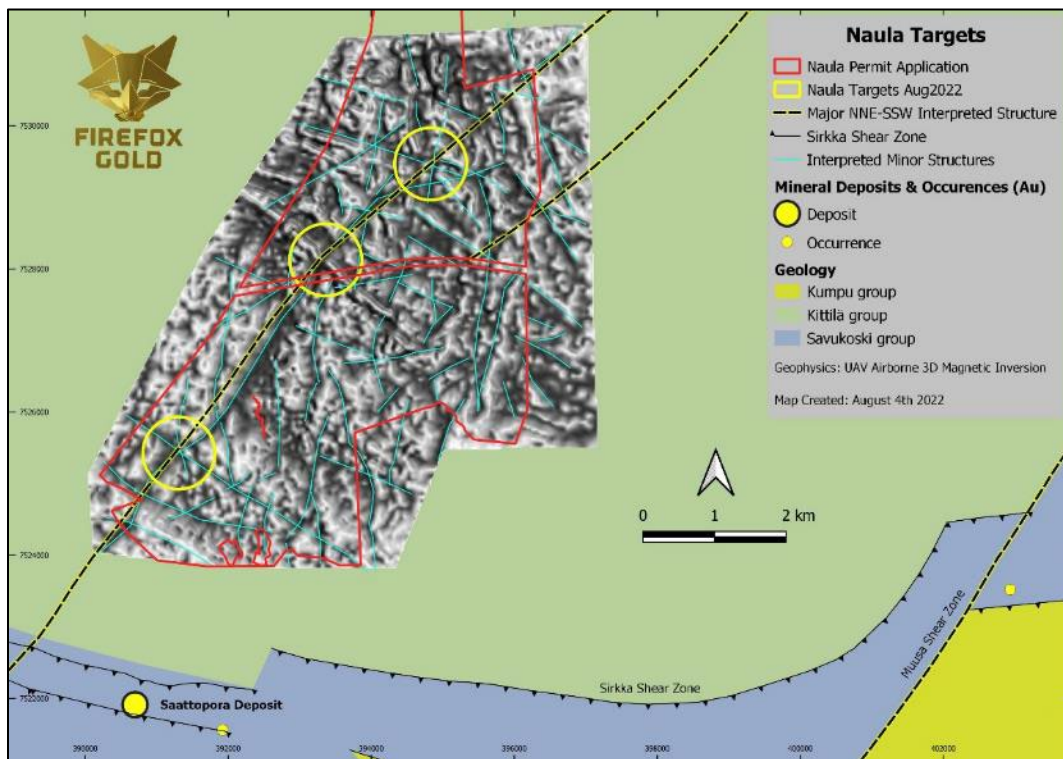 FIREFOX
GOLD
Naula Targets
Naula Permit Application
Naula Targets Aug2022
Major NNE-SSW Interpreted Structure
Sirkka Shear Zone
Interpreted Minor Structures
Mineral Deposits & Occurences (Au)
Deposit
Occurrence
Geology
Kumpu group
Kittilä group
Savukoski group
Geophysics: UAV Airborne 3D Magnetic Inversion
Map Created: August 4th 2022
7530000
7528000
7526000
7524000
7522000
0 1 2 km
Muusa Shear Zone
Sirkka Shear Zone
Saattopora Deposit
390000 392000 394000 396000 398000 400000 402000